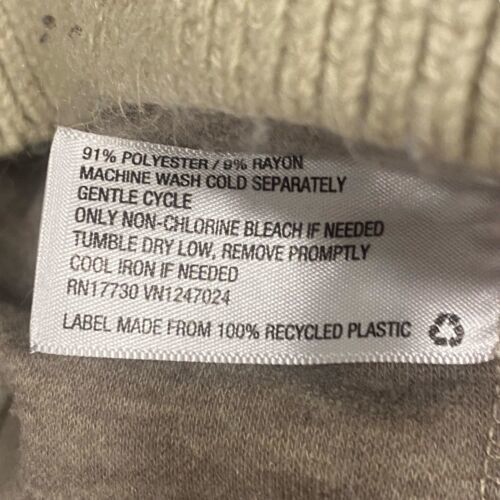 91% POLYESTER / 9% RAYON
MACHINE WASH COLD SEPARATELY
GENTLE CYCLE
ONLY NON-CHLORINE BLEACH IF NEEDED
TUMBLE DRY LOW, REMOVE PROMPTLY
COOL IRON IF NEEDED
RN17730 VN1247024
LABEL MADE FROM 100% RECYCLED PLASTIC